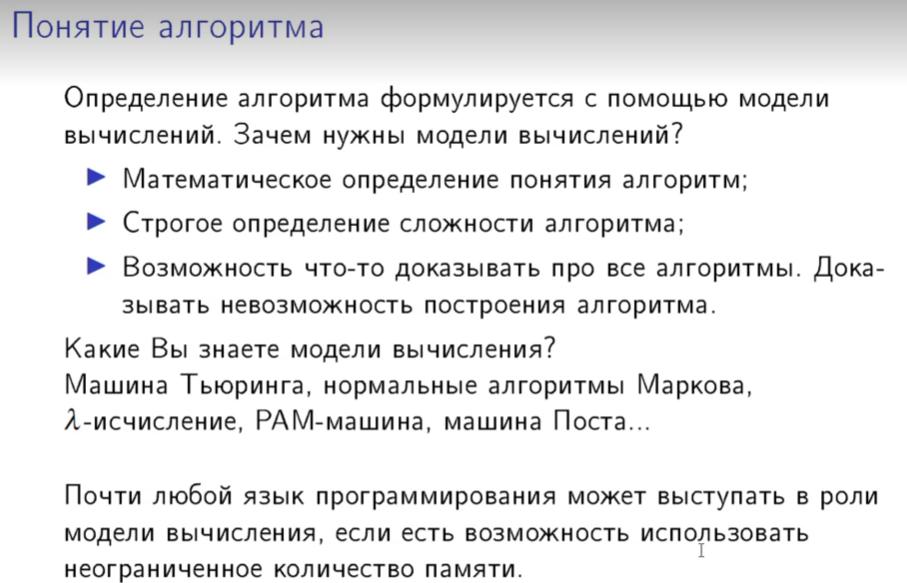 Понятие алгоритма
Определение алгоритма формулируется с помощью модели
вычислений. Зачем нужны модели вычислений?
▶ Математическое определение понятия алгоритм;
▶ Строгое определение сложности алгоритма;
▶ Возможность что-то доказывать про все алгоритмы. Дока-
зывать невозможность построения алгоритма.
Какие Вы знаете модели вычисления?
Машина Тьюринга, нормальные алгоритмы Маркова,
λ-исчисление, РАМ-машина, машина Поста...
Почти любой язык программирования может выступать в роли
модели вычисления, если есть возможность использовать
неограниченное количество памяти.